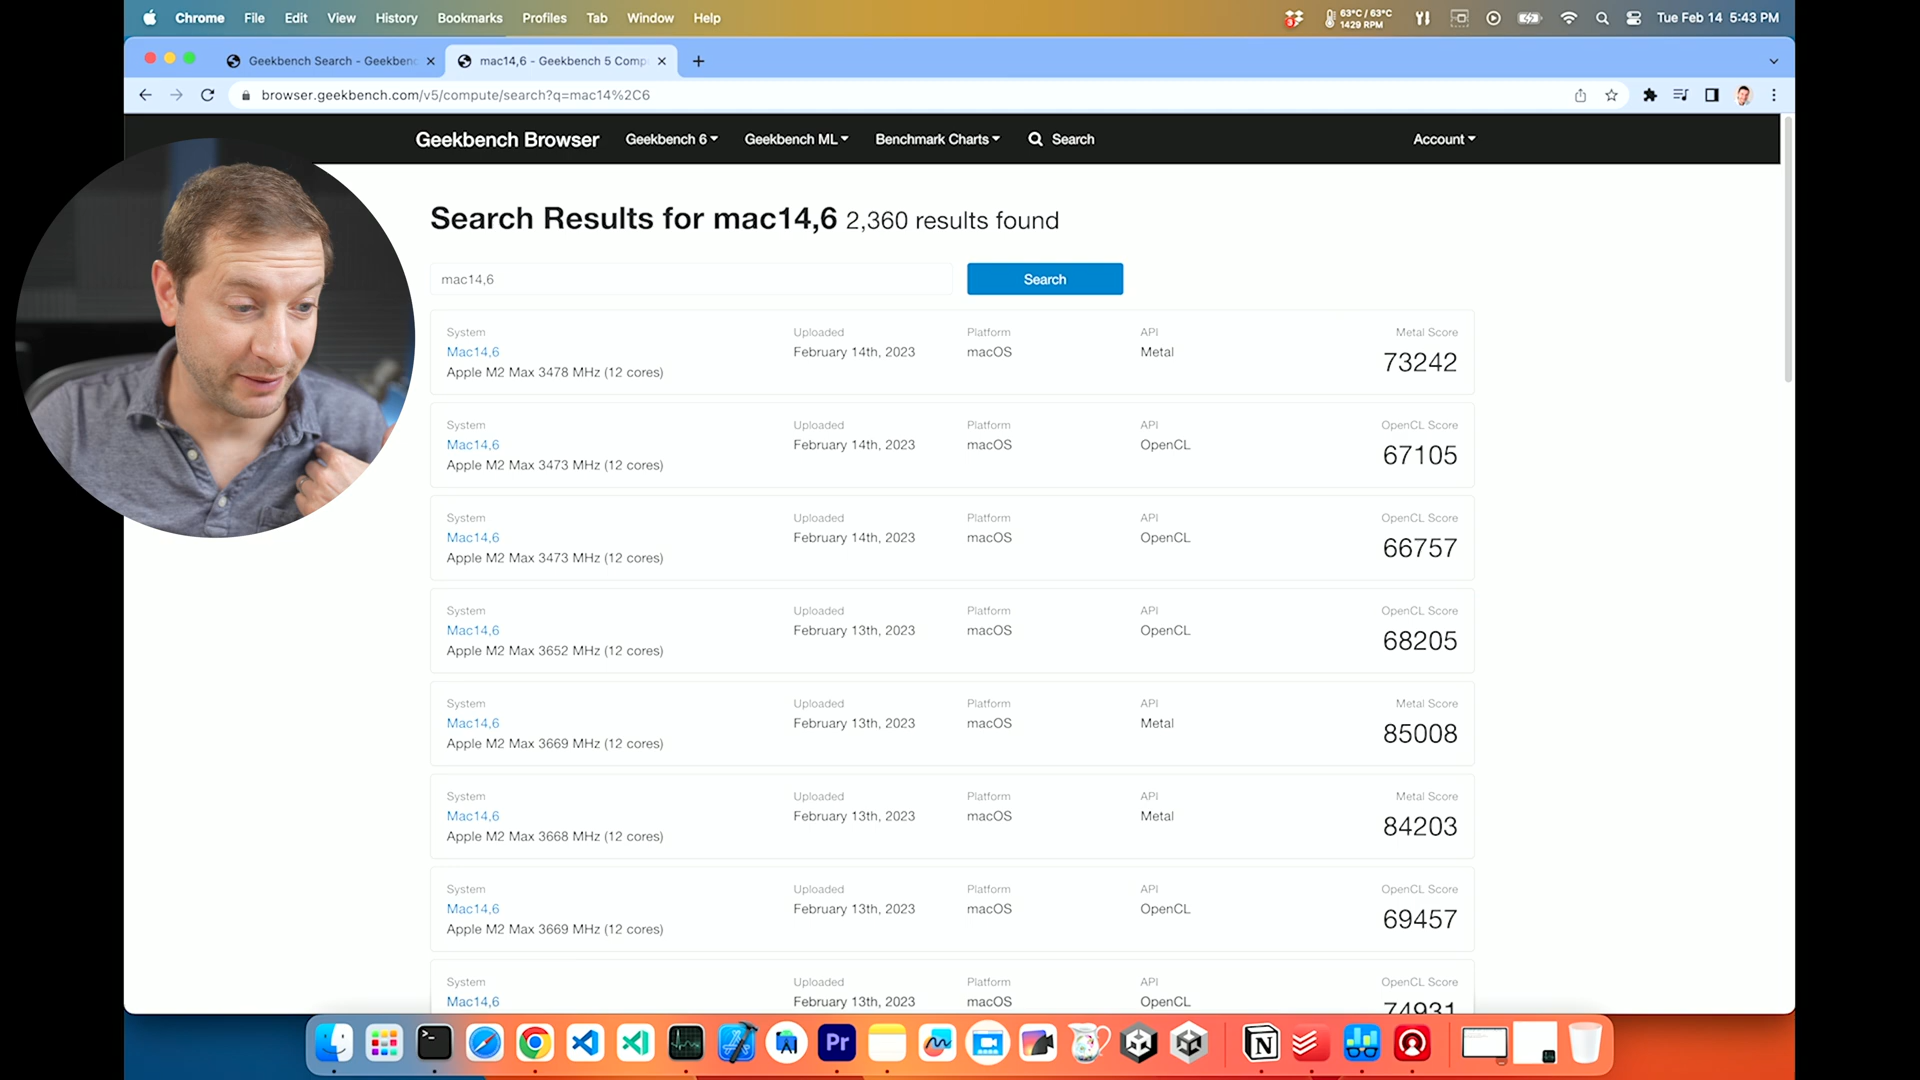 Chrome File Edit View History Bookmarks Profiles Tab Window Help
63°C / 63°C
1429 RPM
Tue Feb 14 5:43 PM
Geekbench Search - Geekben
mac14,6 - Geekbench 5 Comp
browser.geekbench.com/v5/compute/search?q=mac14%2C6
Geekbench Browser Geekbench 6 Geekbench ML Benchmark Charts Search Account
Search Results for mac14,6 2,360 results found
mac14,6 Search
System Uploaded Platform API Metal Score
Mac14,6 February 14th, 2023 macOS Metal 73242
Apple M2 Max 3478 MHz (12 cores)
System Uploaded Platform API OpenCL Score
Mac14,6 February 14th, 2023 macOS OpenCL 67105
Apple M2 Max 3473 MHz (12 cores)
System Uploaded Platform API OpenCL Score
Mac14,6 February 14th, 2023 macOS OpenCL 66757
Apple M2 Max 3473 MHz (12 cores)
System Uploaded Platform API OpenCL Score
Mac14,6 February 13th, 2023 macOS OpenCL 68205
Apple M2 Max 3652 MHz (12 cores)
System Uploaded Platform API Metal Score
Mac14,6 February 13th, 2023 macOS Metal 85008
Apple M2 Max 3669 MHz (12 cores)
System Uploaded Platform API Metal Score
Mac14,6 February 13th, 2023 macOS Metal 84203
Apple M2 Max 3668 MHz (12 cores)
System Uploaded Platform API OpenCL Score
Mac14,6 February 13th, 2023 macOS OpenCL 69457
Apple M2 Max 3669 MHz (12 cores)
System Uploaded Platform API OpenCL Score
Mac14,6 February 13th, 2023 macOS OpenCL 74931
Pr